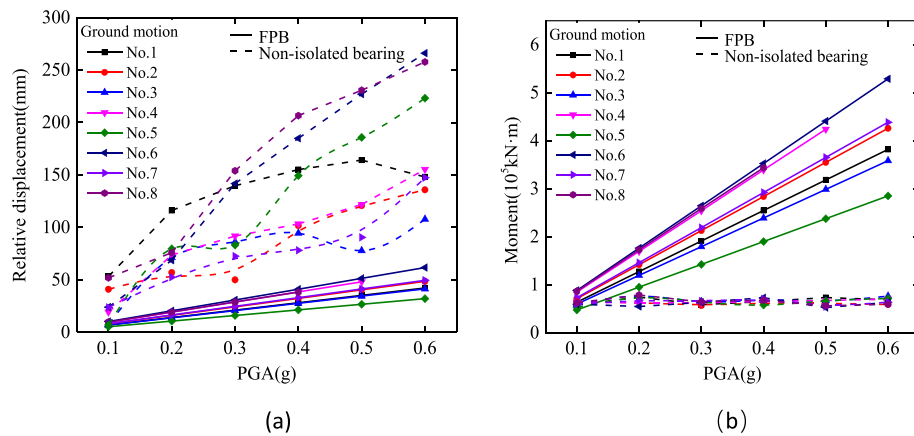 Relative displacement(mm)
300
250
200
150
100
50
0
Ground motion
No.1
No.2
No.3
No.4
No.5
No.6
No.7
No.8
FPB
Non-isolated bearing
0.1 0.2 0.3 0.4 0.5 0.6
PGA(g)
(a)
Moment(10⁵kN·m)
6
5
4
3
2
1
0
Ground motion
No.1
No.2
No.3
No.4
No.5
No.6
No.7
No.8
FPB
Non-isolated bearing
0.1 0.2 0.3 0.4 0.5 0.6
PGA(g)
（b）